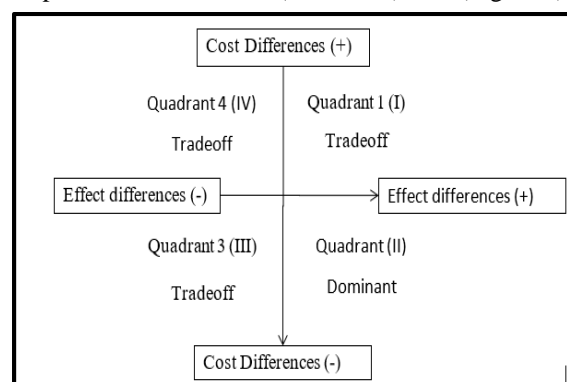 Cost Differences (+)
Quadrant 4 (IV)
Quadrant 1 (I)
Tradeoff
Tradeoff
Effect differences (-)
Effect differences (+)
Quadrant 3 (III)
Quadrant (II)
Tradeoff
Dominant
Cost Differences (-)